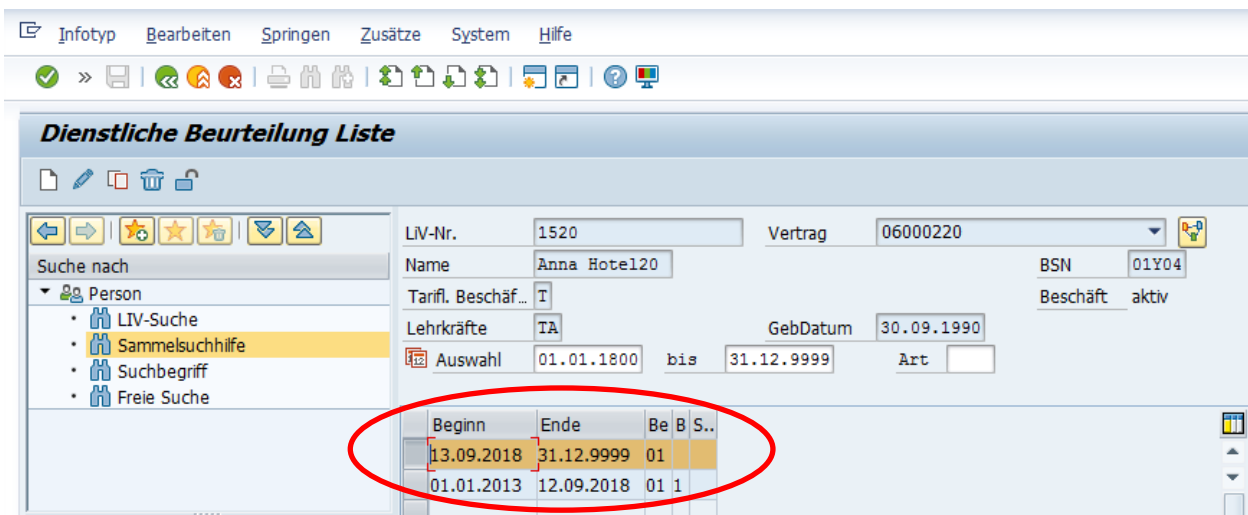 Infotyp Bearbeiten Springen Zusätze System Hilfe
Dienstliche Beurteilung Liste
LiV-Nr. 1520 Vertrag 06000220
Suche nach
Name Anna Hotel20 BSN 01Y04
Person
Tarifl. Beschäf… T Beschäft aktiv
LIV-Suche
Lehrkräfte TA GebDatum 30.09.1990
Sammelsuchhilfe
Auswahl 01.01.1800 bis 31.12.9999 Art
Suchbegriff
Freie Suche
Beginn Ende Be B S..
13.09.2018 31.12.9999 01
01.01.2013 12.09.2018 01 1